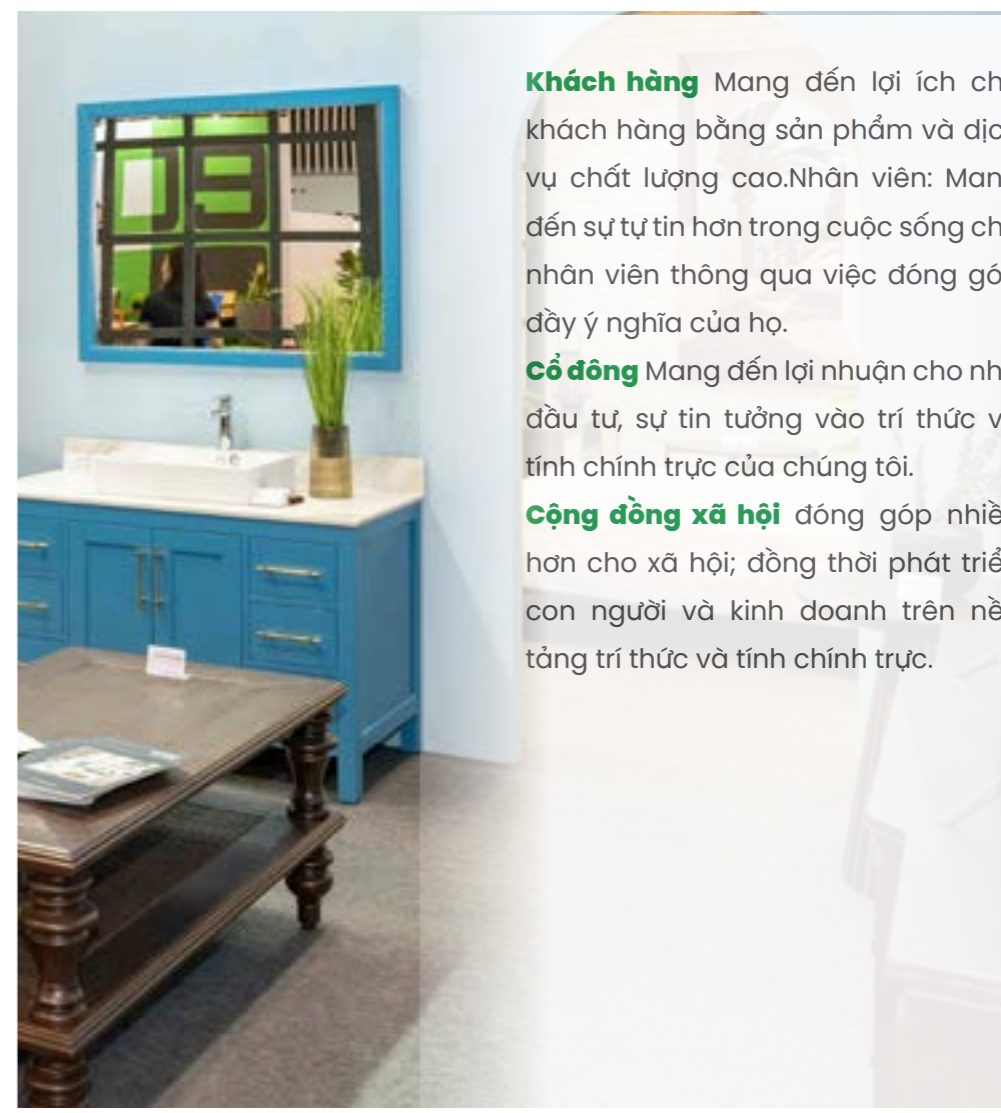 Khách hàng Mang đến lợi ích ch
khách hàng bằng sản phẩm và dịc
vụ chất lượng cao.Nhân viên: Man
đến sự tự tin hơn trong cuộc sống ch
nhân viên thông qua việc đóng gó
đầy ý nghĩa của họ.
Cổ đông Mang đến lợi nhuận cho nh
đầu tư, sự tin tưởng vào trí thức v
tính chính trực của chúng tôi.
Cộng đồng xã hội đóng góp nhiề
hơn cho xã hội; đồng thời phát triể
con người và kinh doanh trên nề
tảng trí thức và tính chính trực.